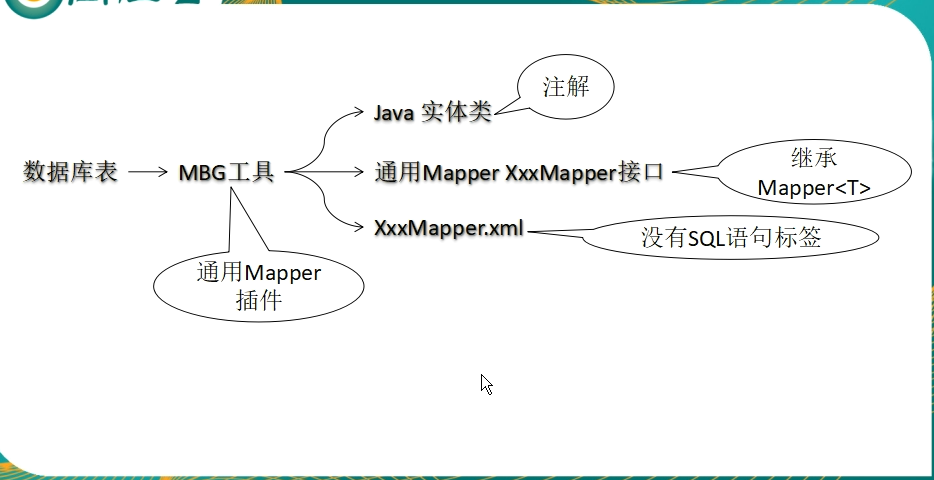 注解
Java 实体类
数据库表
MBG工具
通用Mapper XxxMapper接口
继承
Mapper<T>
XxxMapper.xml
没有SQL语句标签
通用Mapper
插件